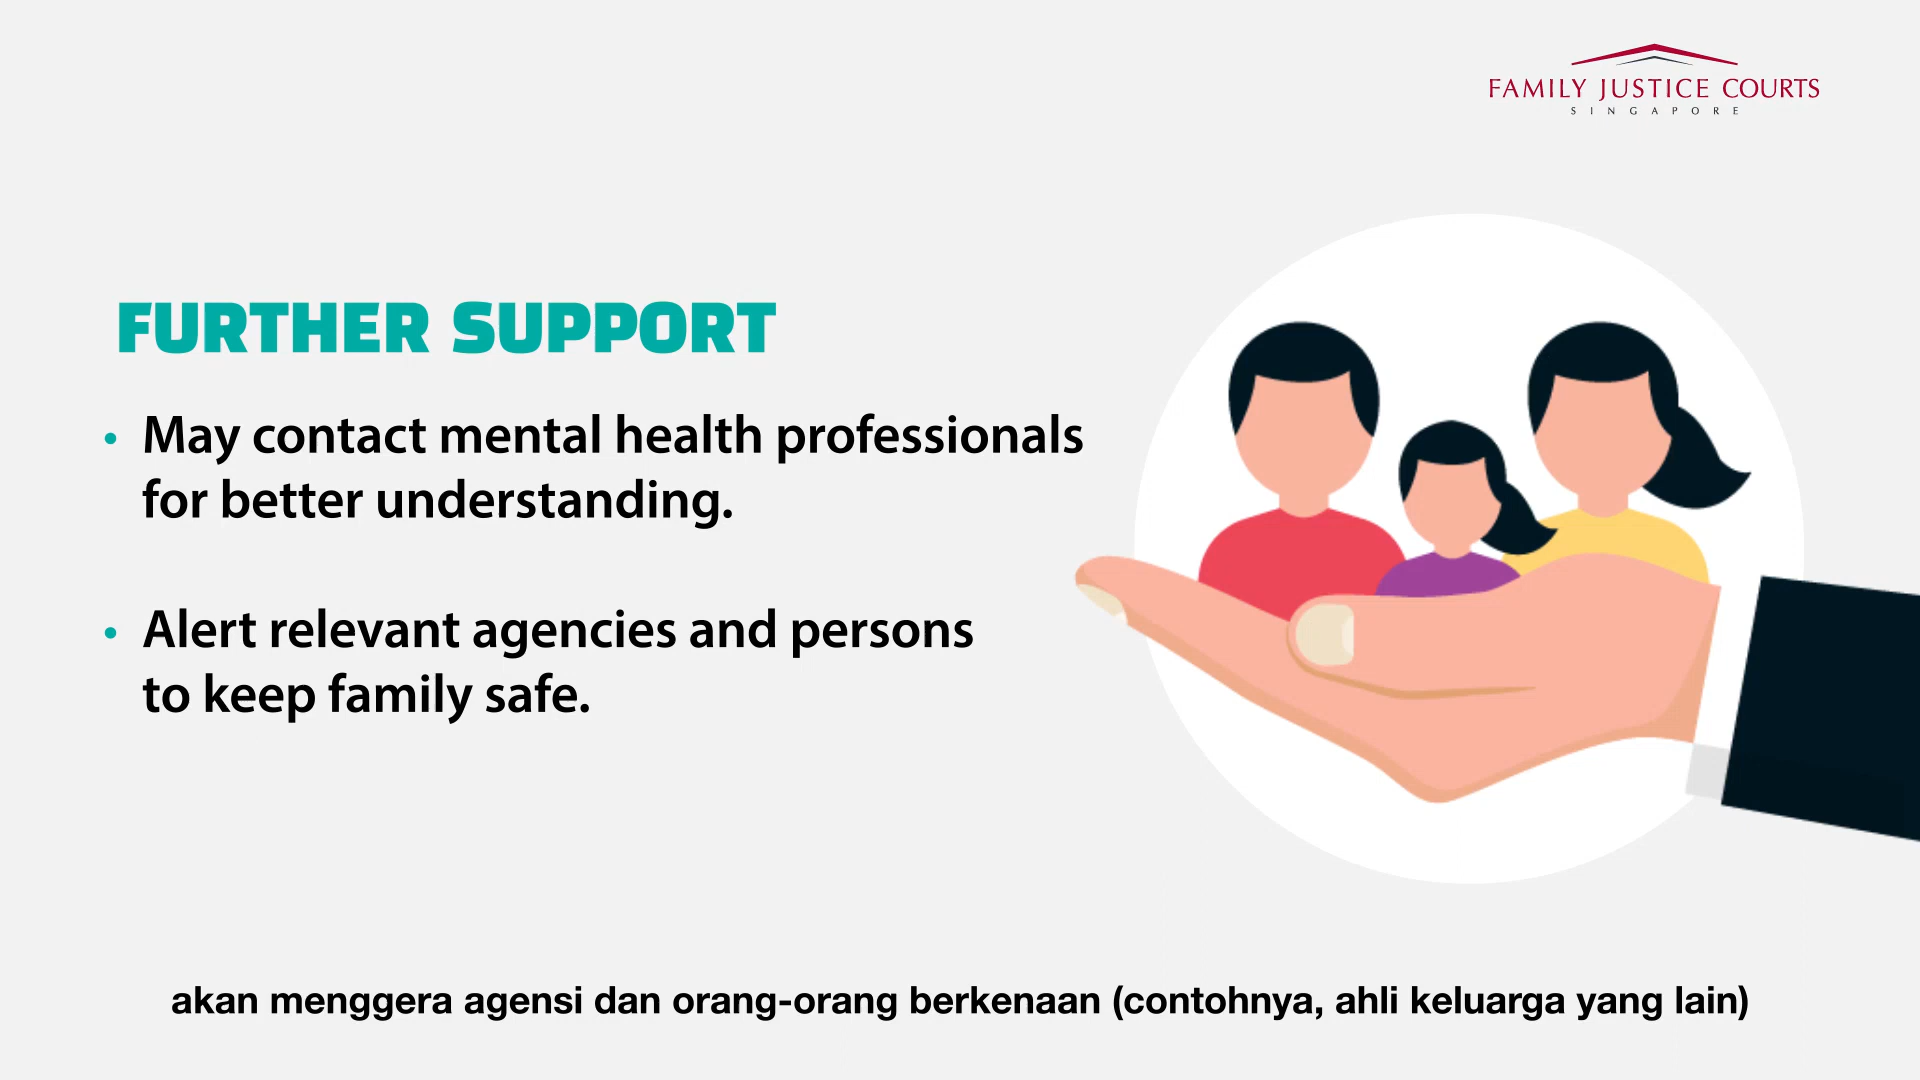 FAMILY JUSTICE COURTS
SINGAPORE
FURTHER SUPPORT
• May contact mental health professionals
for better understanding.
• Alert relevant agencies and persons
to keep family safe.
akan menggera agensi dan orang-orang berkenaan (contohnya, ahli keluarga yang lain)